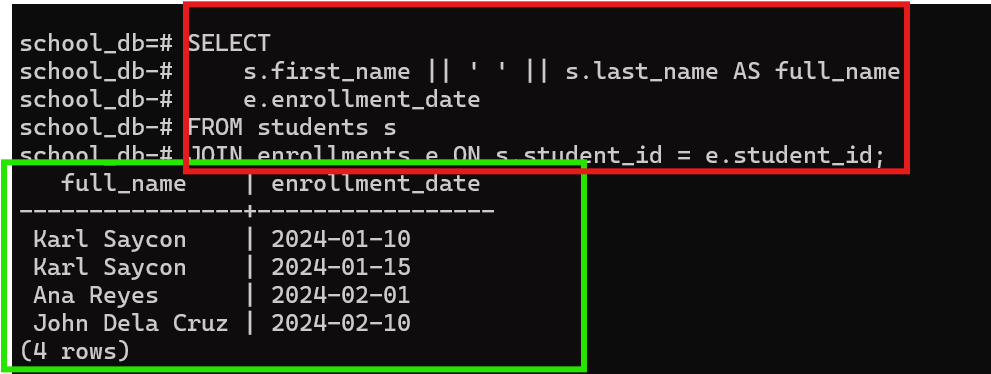 school_db=# SELECT
school_db-#     s.first_name || ' ' || s.last_name AS full_name
school_db-#     e.enrollment_date
school_db-# FROM students s
school_db-# JOIN enrollments e ON s.student_id = e.student_id;
   full_name    | enrollment_date
----------------+-----------------
 Karl Saycon    | 2024-01-10
 Karl Saycon    | 2024-01-15
 Ana Reyes      | 2024-02-01
 John Dela Cruz | 2024-02-10
(4 rows)